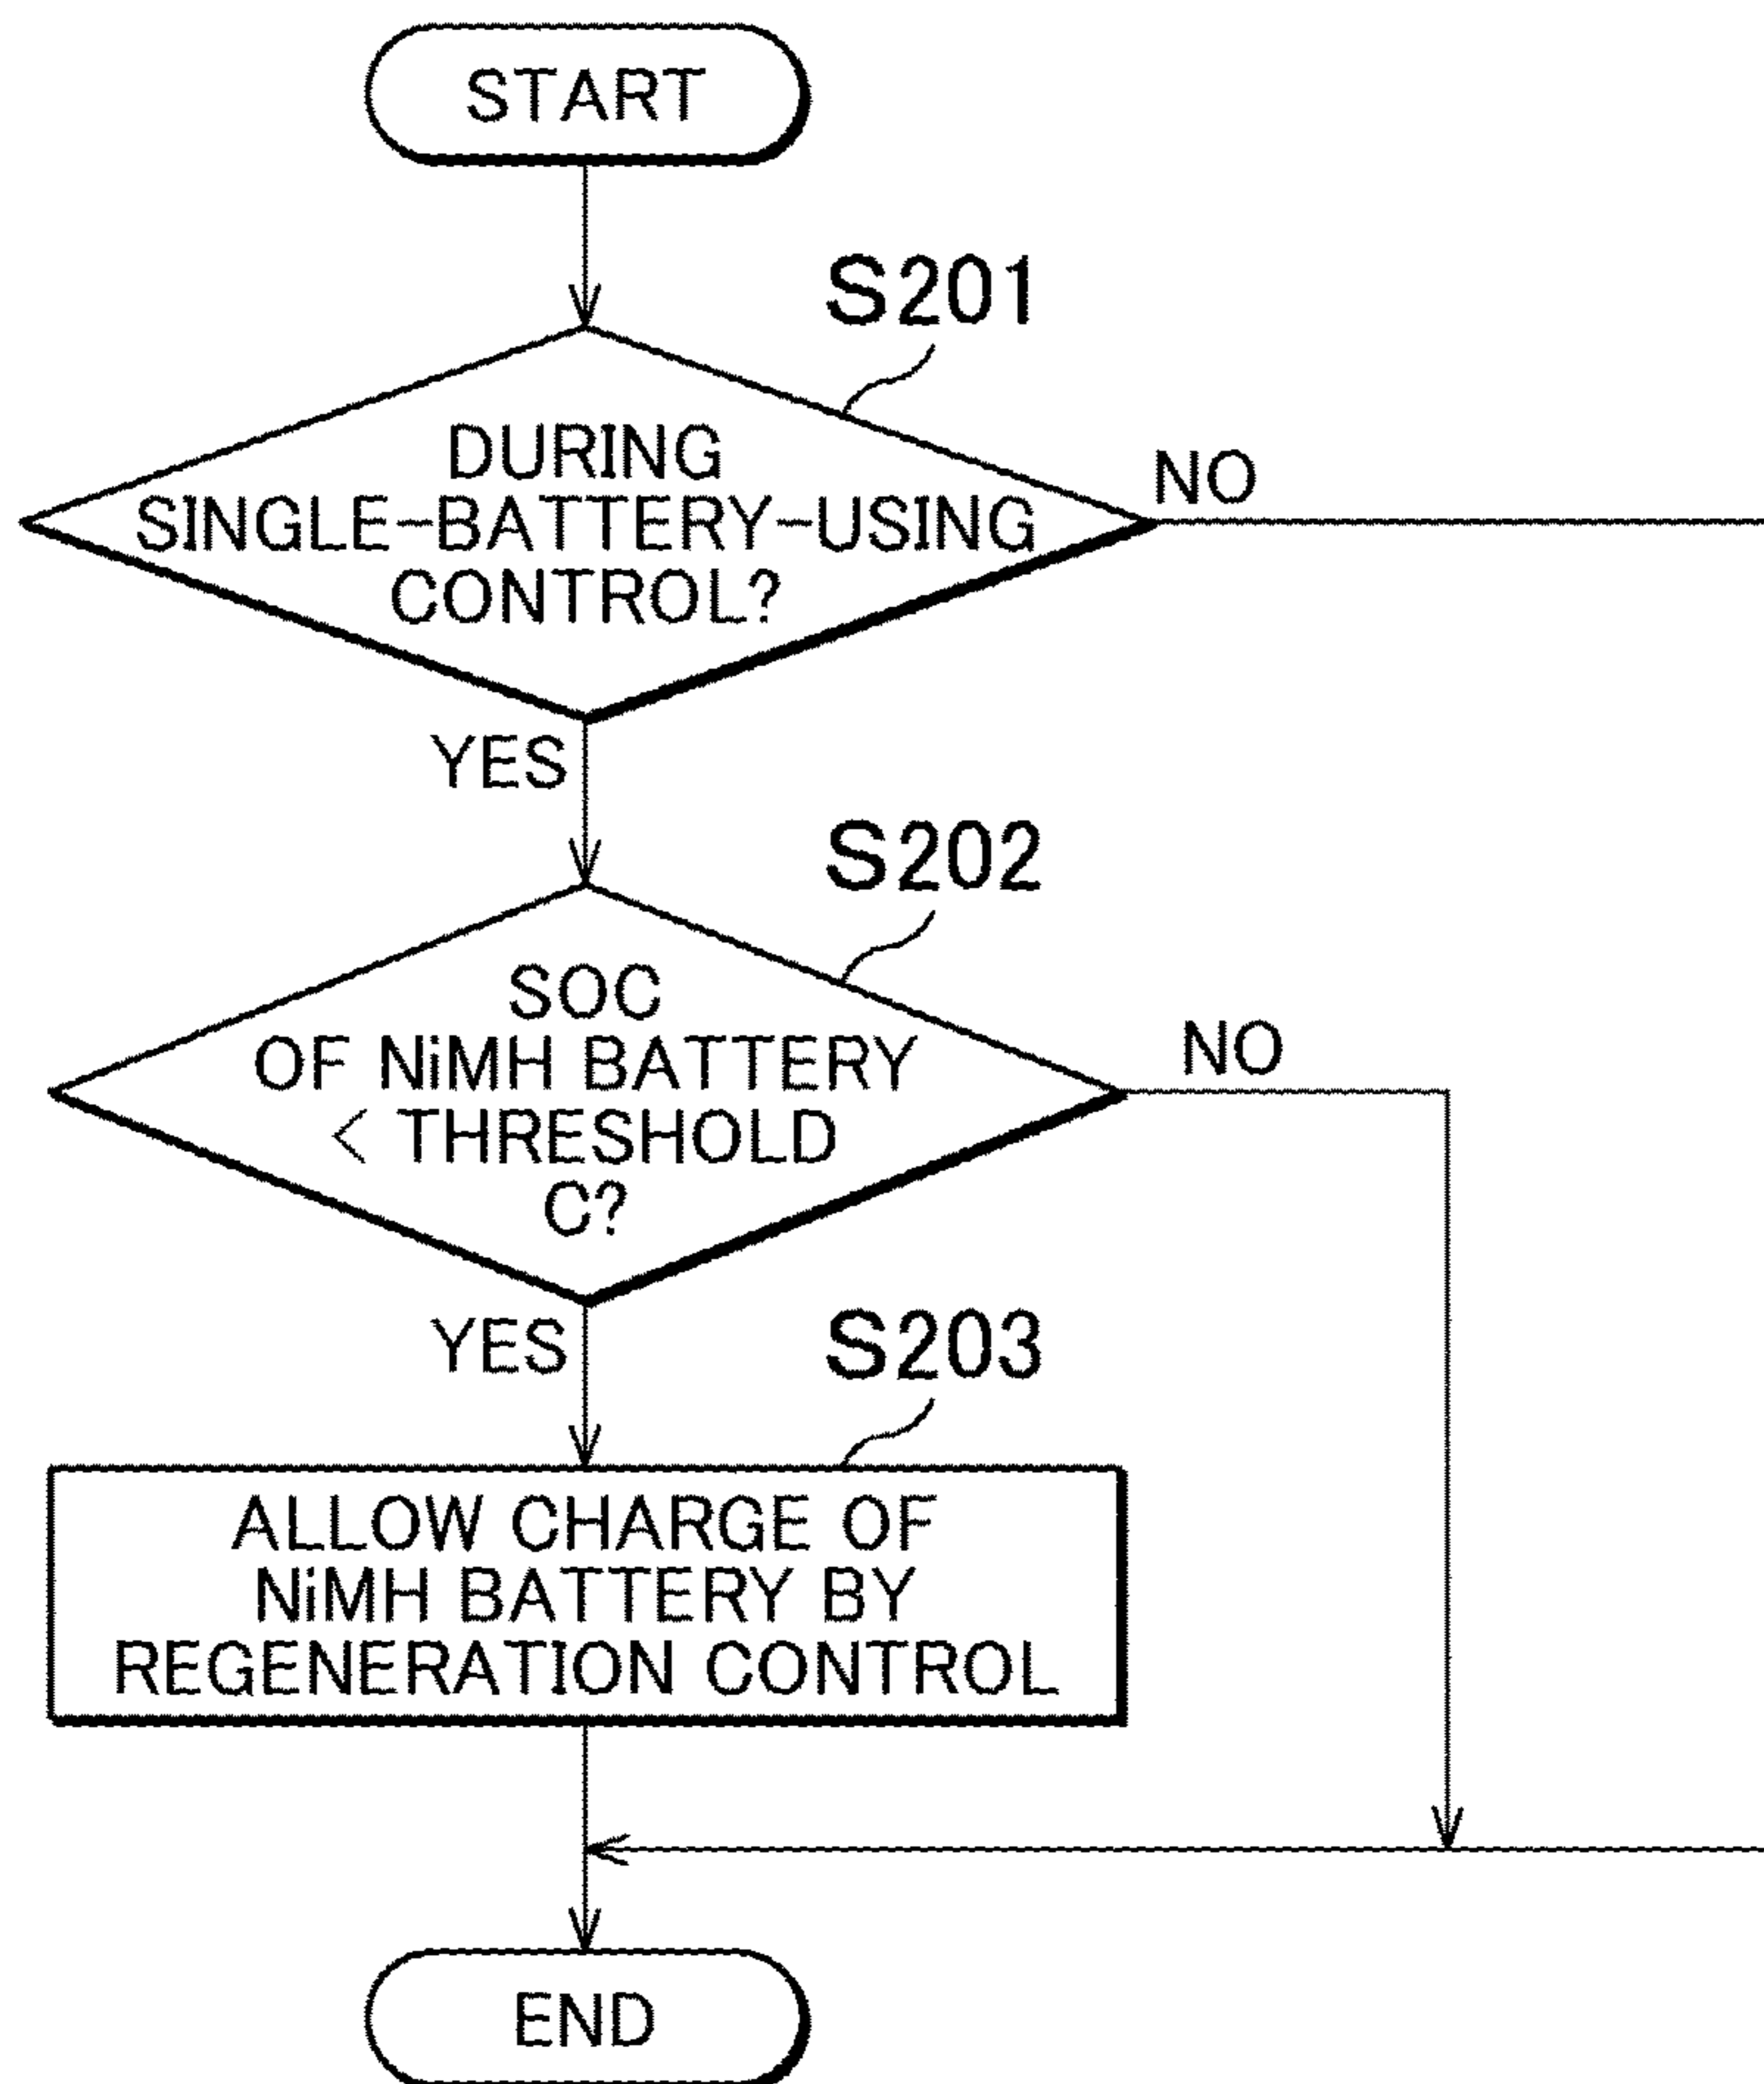 START
S201
DURING
SINGLE-BATTERY-USING
CONTROL?
NO
YES
S202
SOC
OF NiMH BATTERY
< THRESHOLD
C?
NO
YES
S203
ALLOW CHARGE OF
NiMH BATTERY BY
REGENERATION CONTROL
END